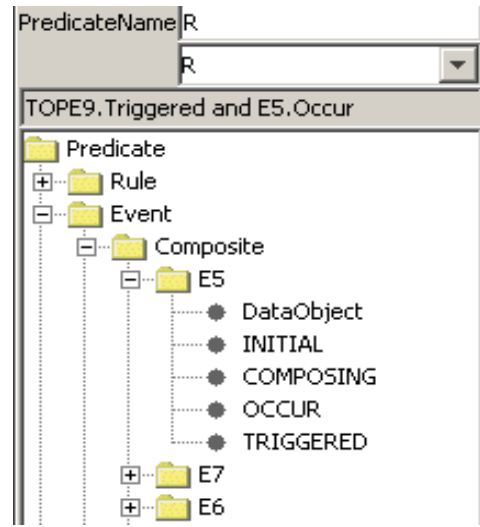 PredicateName R
R
TOPE9.Triggered and E5.Occur
Predicate
Rule
Event
Composite
E5
DataObject
INITIAL
COMPOSING
OCCUR
TRIGGERED
E7
E6